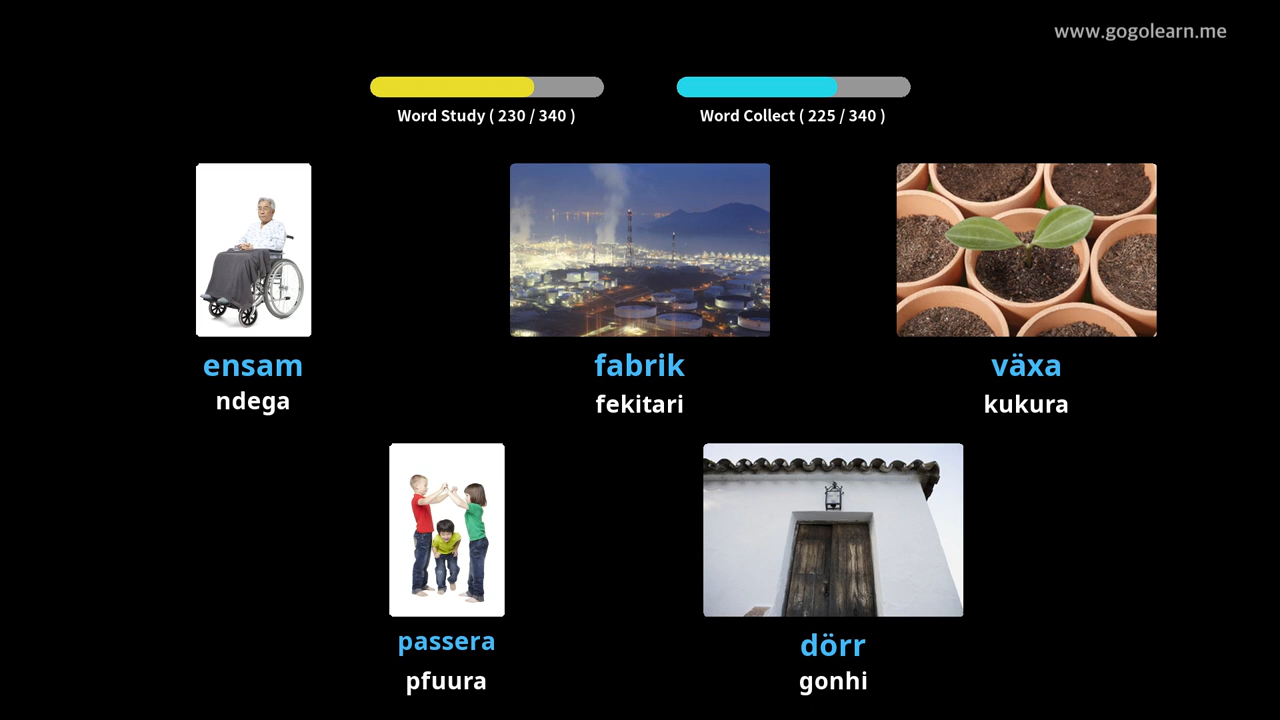 www.gogolearn.me
Word Study ( 230 / 340 )
Word Collect ( 225 / 340 )
ensam
ndega
fabrik
fekitari
växa
kukura
passera
pfuura
dörr
gonhi